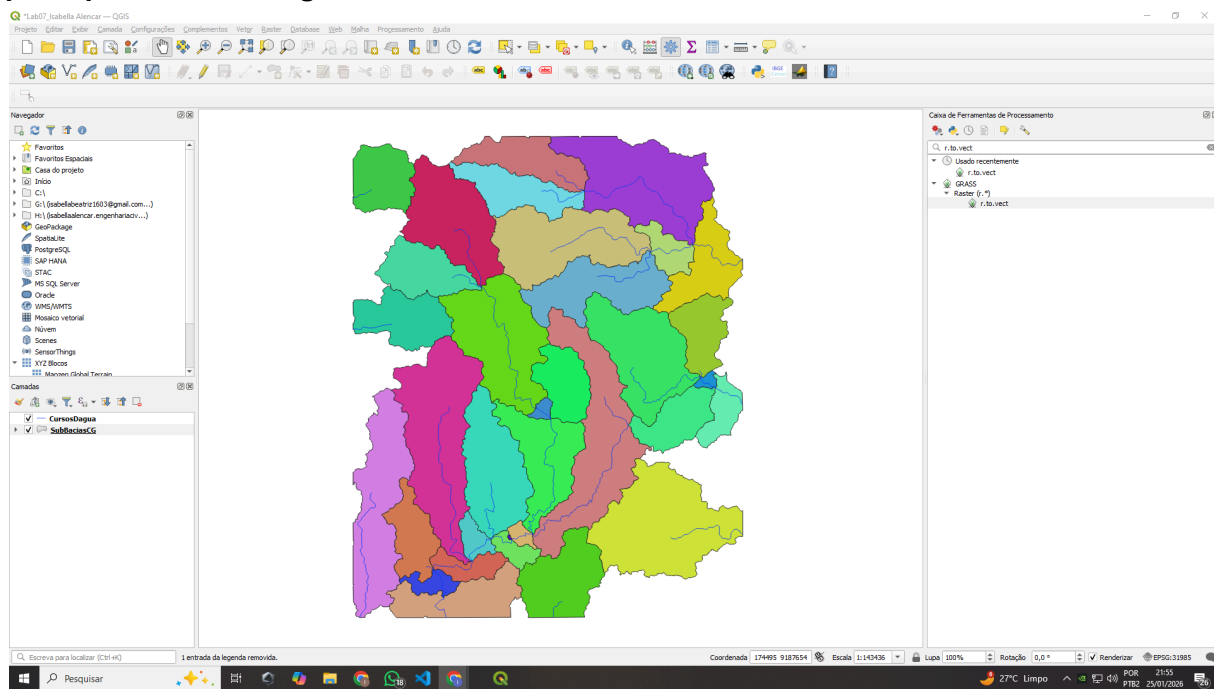 *Lab07_Isabella Alencar — QGIS
Projeto Editar Exibir Camada Configurações Complementos Vetor Raster Database Web Malha Processamento Ajuda
Navegador
Favoritos
Favoritos Espaciais
Casa do projeto
Início
C:\
G:\ (isabellabeatriz1603@gmail.com...)
H:\ (isabellaalencar.engenhariaciv...)
GeoPackage
SpatiaLite
PostgreSQL
SAP HANA
STAC
MS SQL Server
Oracle
WMS/WMTS
Mosaico vetorial
Núvem
Scenes
SensorThings
XYZ Blocos
Mapzen Global Terrain
Camadas
CursosDagua
SubBaciasCG
Caixa de Ferramentas de Processamento
r.to.vect
Usado recentemente
r.to.vect
GRASS
Raster (r.*)
r.to.vect
Escreva para localizar (Ctrl+K) 1 entrada da legenda removida. Coordenada 174495 9187654 Escala 1:143436 Lupa 100% Rotação 0,0 ° Renderizar EPSG:31985
Pesquisar 27°C Limpo POR PTB2 21:55 25/01/2026